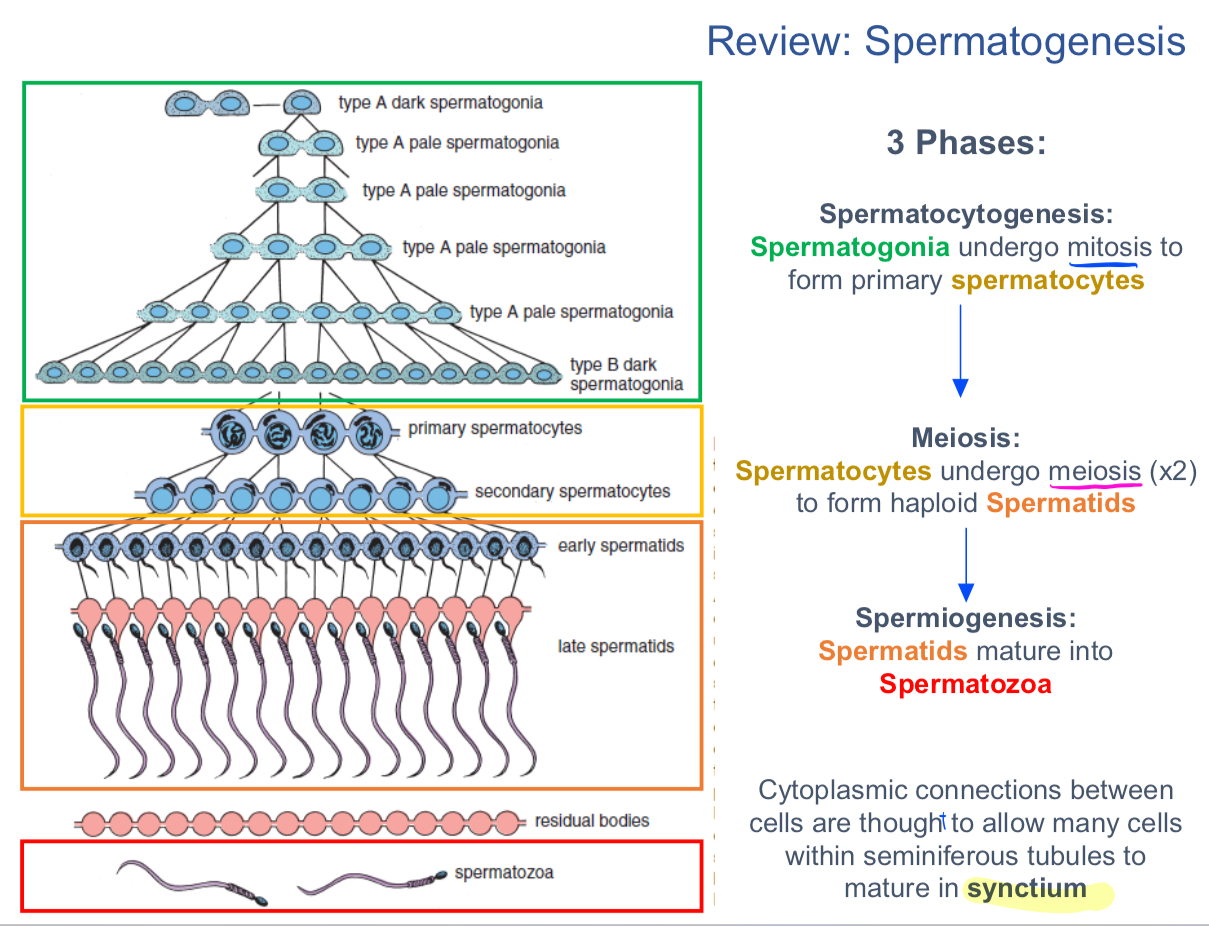 Review: Spermatogenesis
type A dark spermatogonia
type A pale spermatogonia
type A pale spermatogonia
type A pale spermatogonia
type A pale spermatogonia
type B dark
spermatogonia
primary spermatocytes
secondary spermatocytes
early spermatids
late spermatids
residual bodies
spermatozoa
3 Phases:
Spermatocytogenesis:
Spermatogonia undergo mitosis to
form primary spermatocytes
Meiosis:
Spermatocytes undergo meiosis (x2)
to form haploid Spermatids
Spermiogenesis:
Spermatids mature into
Spermatozoa
Cytoplasmic connections between
cells are thought to allow many cells
within seminiferous tubules to
mature in synctium